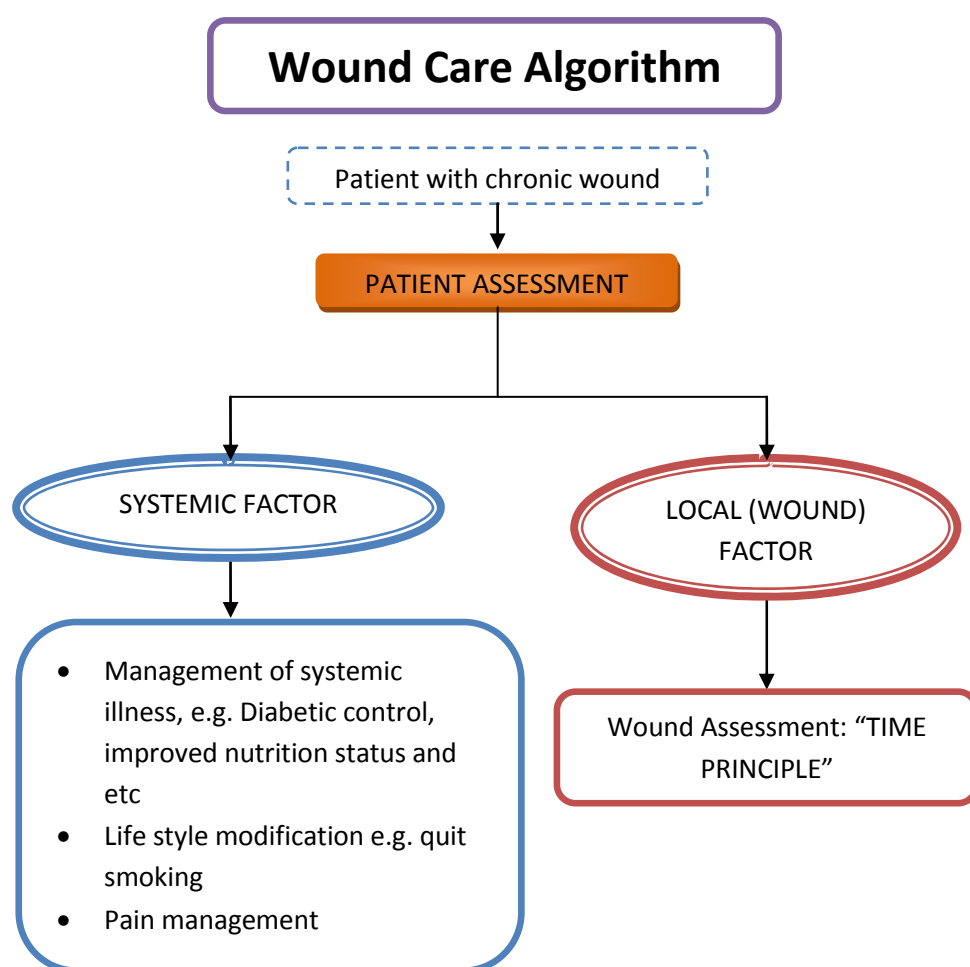 Wound Care Algorithm
Patient with chronic wound
PATIENT ASSESSMENT
SYSTEMIC FACTOR
LOCAL (WOUND)
FACTOR
• Management of systemic
illness, e.g. Diabetic control,
improved nutrition status and
etc
• Life style modification e.g. quit
smoking
• Pain management
Wound Assessment: “TIME
PRINCIPLE”